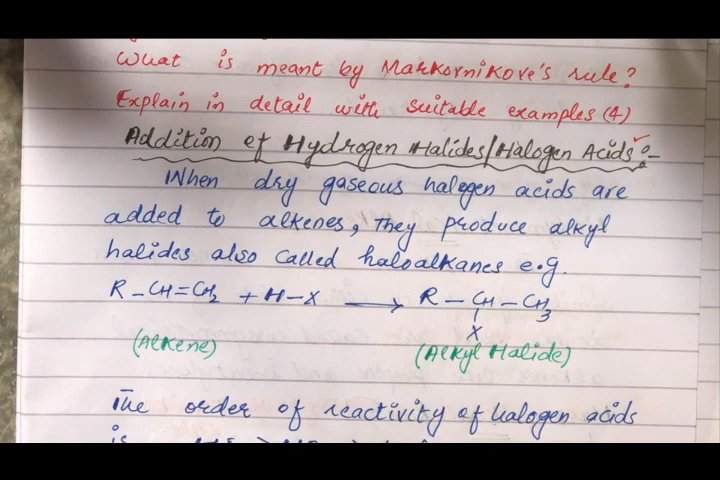 What is meant by Markovnikove's rule?
Explain in detail with suitable examples (4)
Addition of Hydrogen Halides/Halogen Acids:-
When dry gaseous halogen acids are
added to alkenes, they produce alkyl
halides also called haloalkanes e.g.
R-CH=CH₂ + H-X ⟶ R-CH-CH₃
X
(Alkene) (Alkyl Halide)
The order of reactivity of halogen acids
is